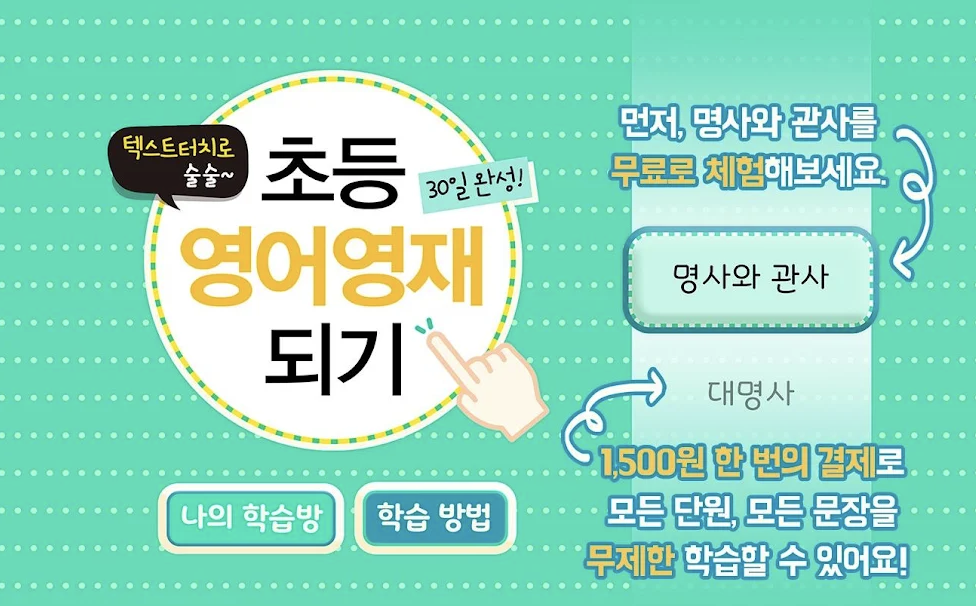 텍스트터치로
술술~
초등
30일 완성!
영어영재
되기
나의 학습방
학습 방법
먼저, 명사와 관사를
무료로 체험해보세요.
명사와 관사
대명사
1,500원 한 번의 결제로
모든 단원, 모든 문장을
무제한 학습할 수 있어요!